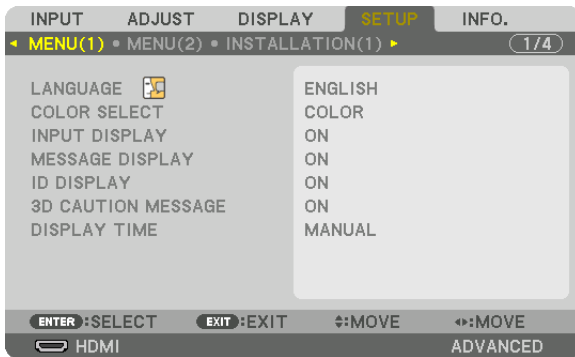 INPUT ADJUST DISPLAY SETUP INFO.
MENU(1) • MENU(2) • INSTALLATION(1) 1/4
LANGUAGE ENGLISH
COLOR SELECT COLOR
INPUT DISPLAY ON
MESSAGE DISPLAY ON
ID DISPLAY ON
3D CAUTION MESSAGE ON
DISPLAY TIME MANUAL
ENTER :SELECT EXIT :EXIT :MOVE :MOVE
HDMI ADVANCED